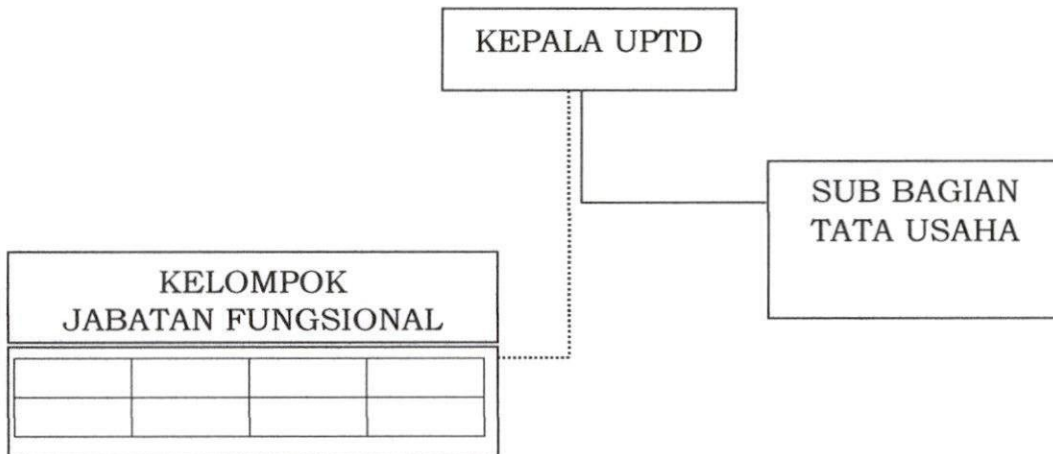 KEPALA UPTD
SUB BAGIAN
TATA USAHA
KELOMPOK
JABATAN FUNGSIONAL